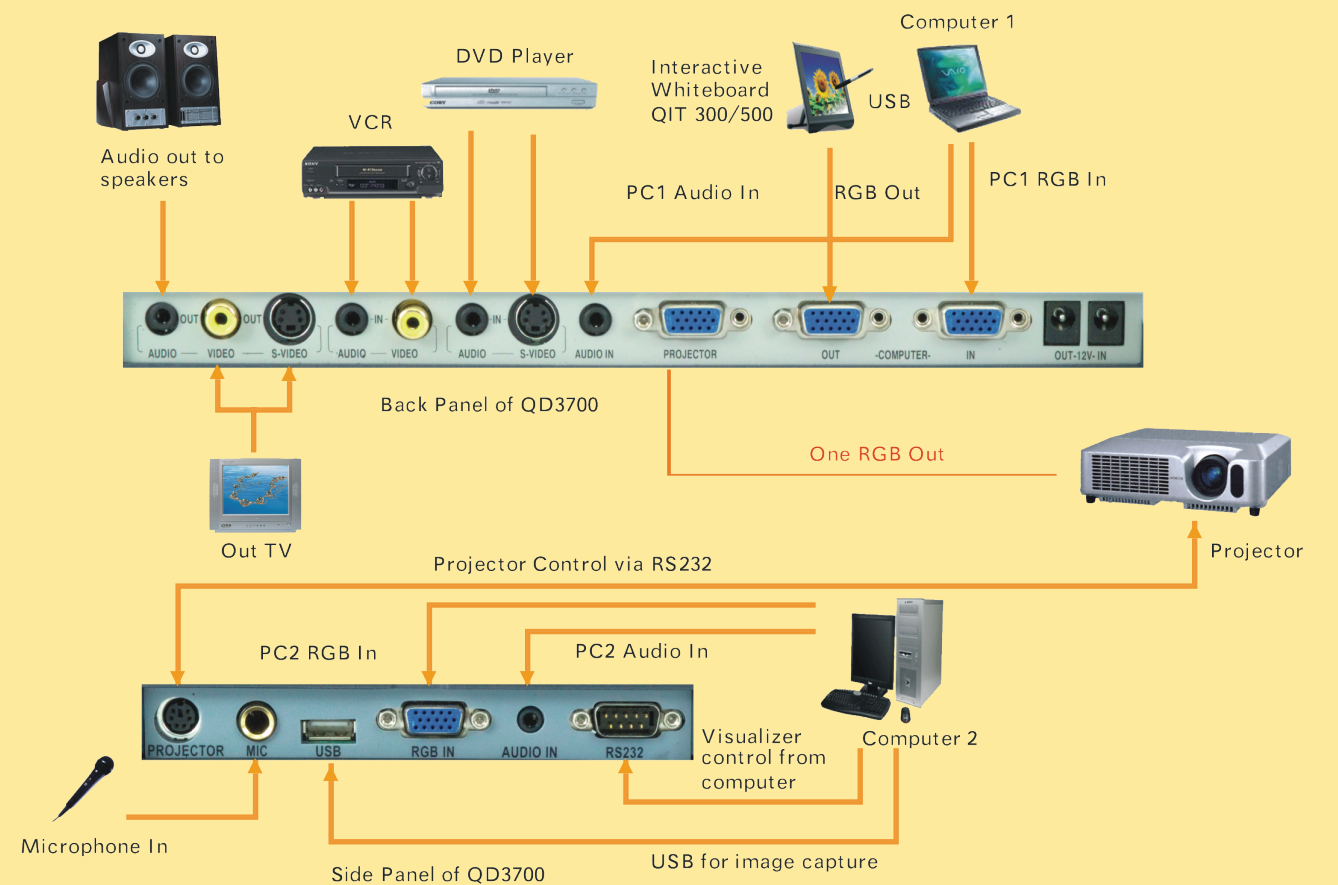 Computer 1
DVD Player
Interactive
Whiteboard
QIT 300/500
USB
VAIO
VCR
SONY
Audio out to
speakers
PC1 Audio In
RGB Out
PC1 RGB In
OUT OUT IN IN
AUDIO VIDEO S-VIDEO AUDIO VIDEO AUDIO S-VIDEO AUDIO IN PROJECTOR OUT -COMPUTER- IN OUT-12V-IN
Back Panel of QD3700
One RGB Out
Out TV
Projector
Projector Control via RS232
PC2 RGB In
PC2 Audio In
PROJECTOR MIC USB RGB IN AUDIO IN RS232
Visualizer
control from
computer
Computer 2
Microphone In
USB for image capture
Side Panel of QD3700